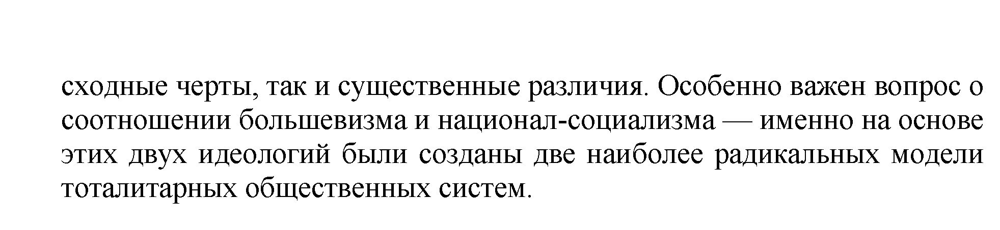 сходные черты, так и существенные различия. Особенно важен вопрос о
соотношении большевизма и национал-социализма — именно на основе
этих двух идеологий были созданы две наиболее радикальных модели
тоталитарных общественных систем.